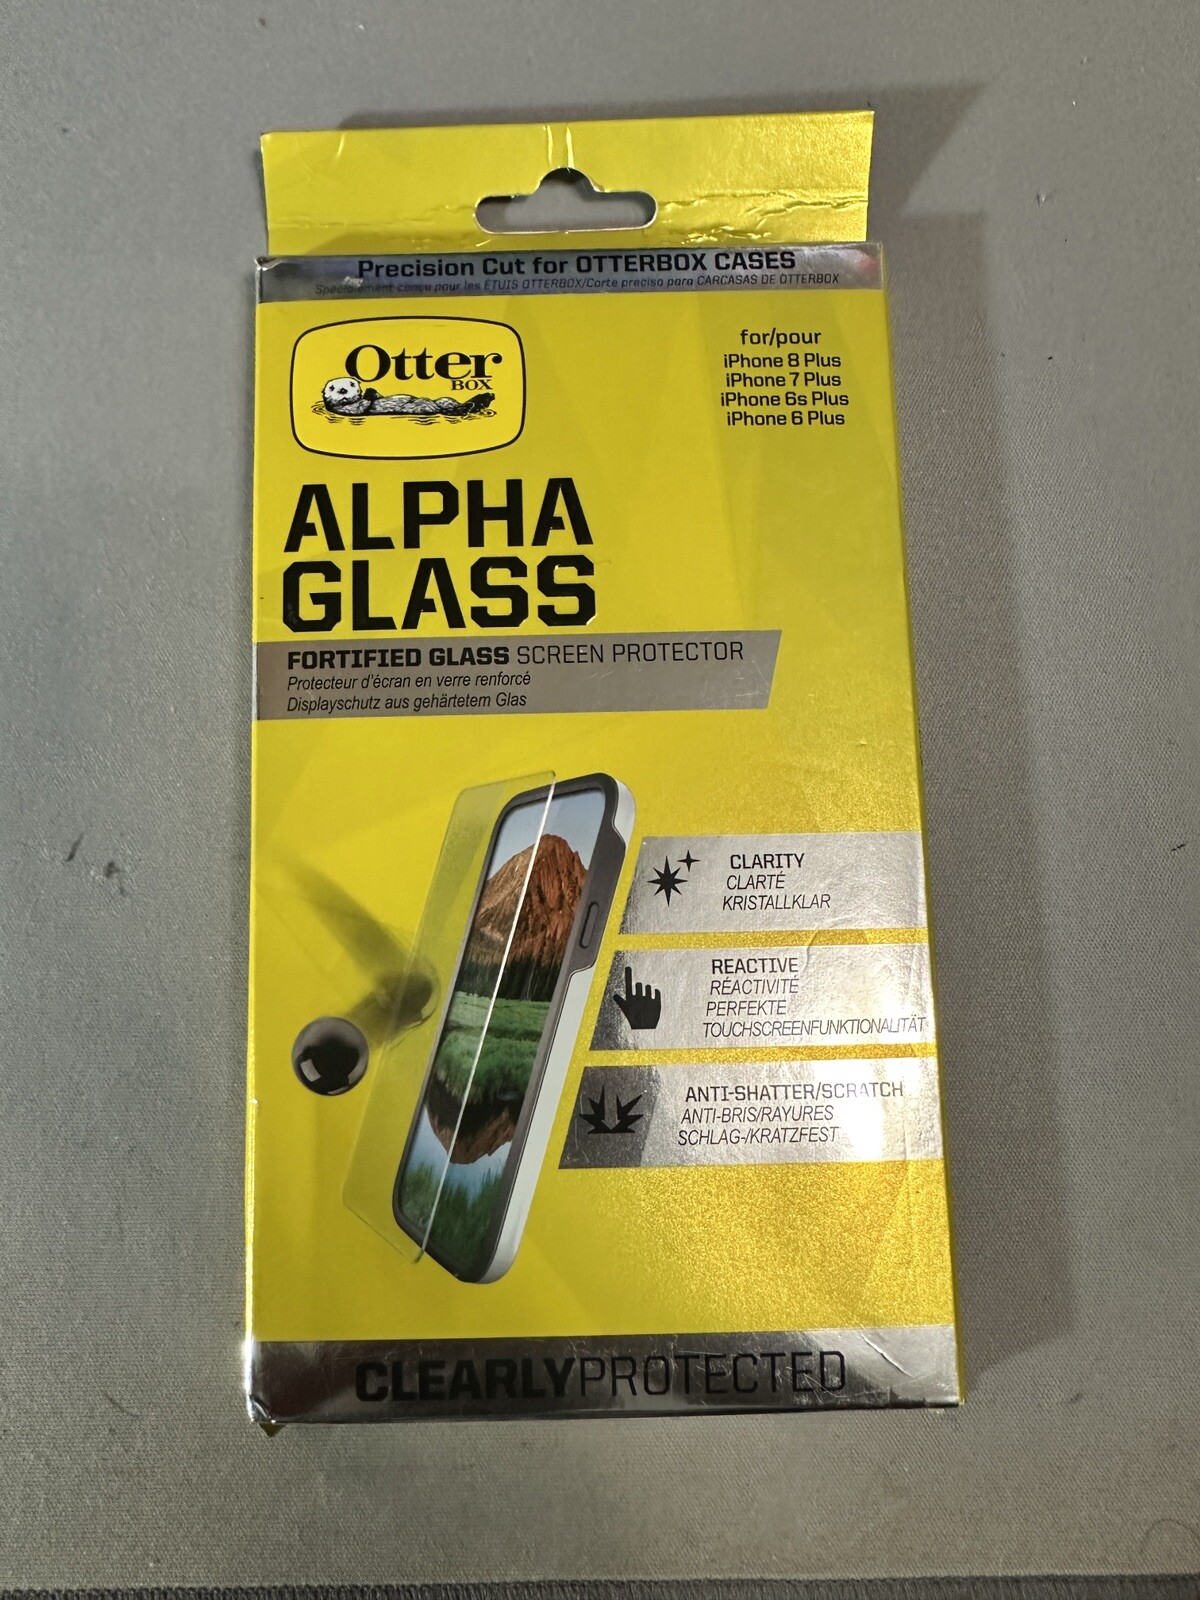 Precision Cut for OTTERBOX CASES
Spécialement conçu pour les ÉTUIS OTTERBOX/Corte preciso para CARCASAS DE OTTERBOX
Otter
BOX
for/pour
iPhone 8 Plus
iPhone 7 Plus
iPhone 6s Plus
iPhone 6 Plus
ALPHA
GLASS
FORTIFIED GLASS SCREEN PROTECTOR
Protecteur d'écran en verre renforcé
Displayschutz aus gehärtetem Glas
CLARITY
CLARTÉ
KRISTALLKLAR
REACTIVE
RÉACTIVITÉ
PERFEKTE
TOUCHSCREENFUNKTIONALITÄT
ANTI-SHATTER/SCRATCH
ANTI-BRIS/RAYURES
SCHLAG-/KRATZFEST
CLEARLYPROTECTED